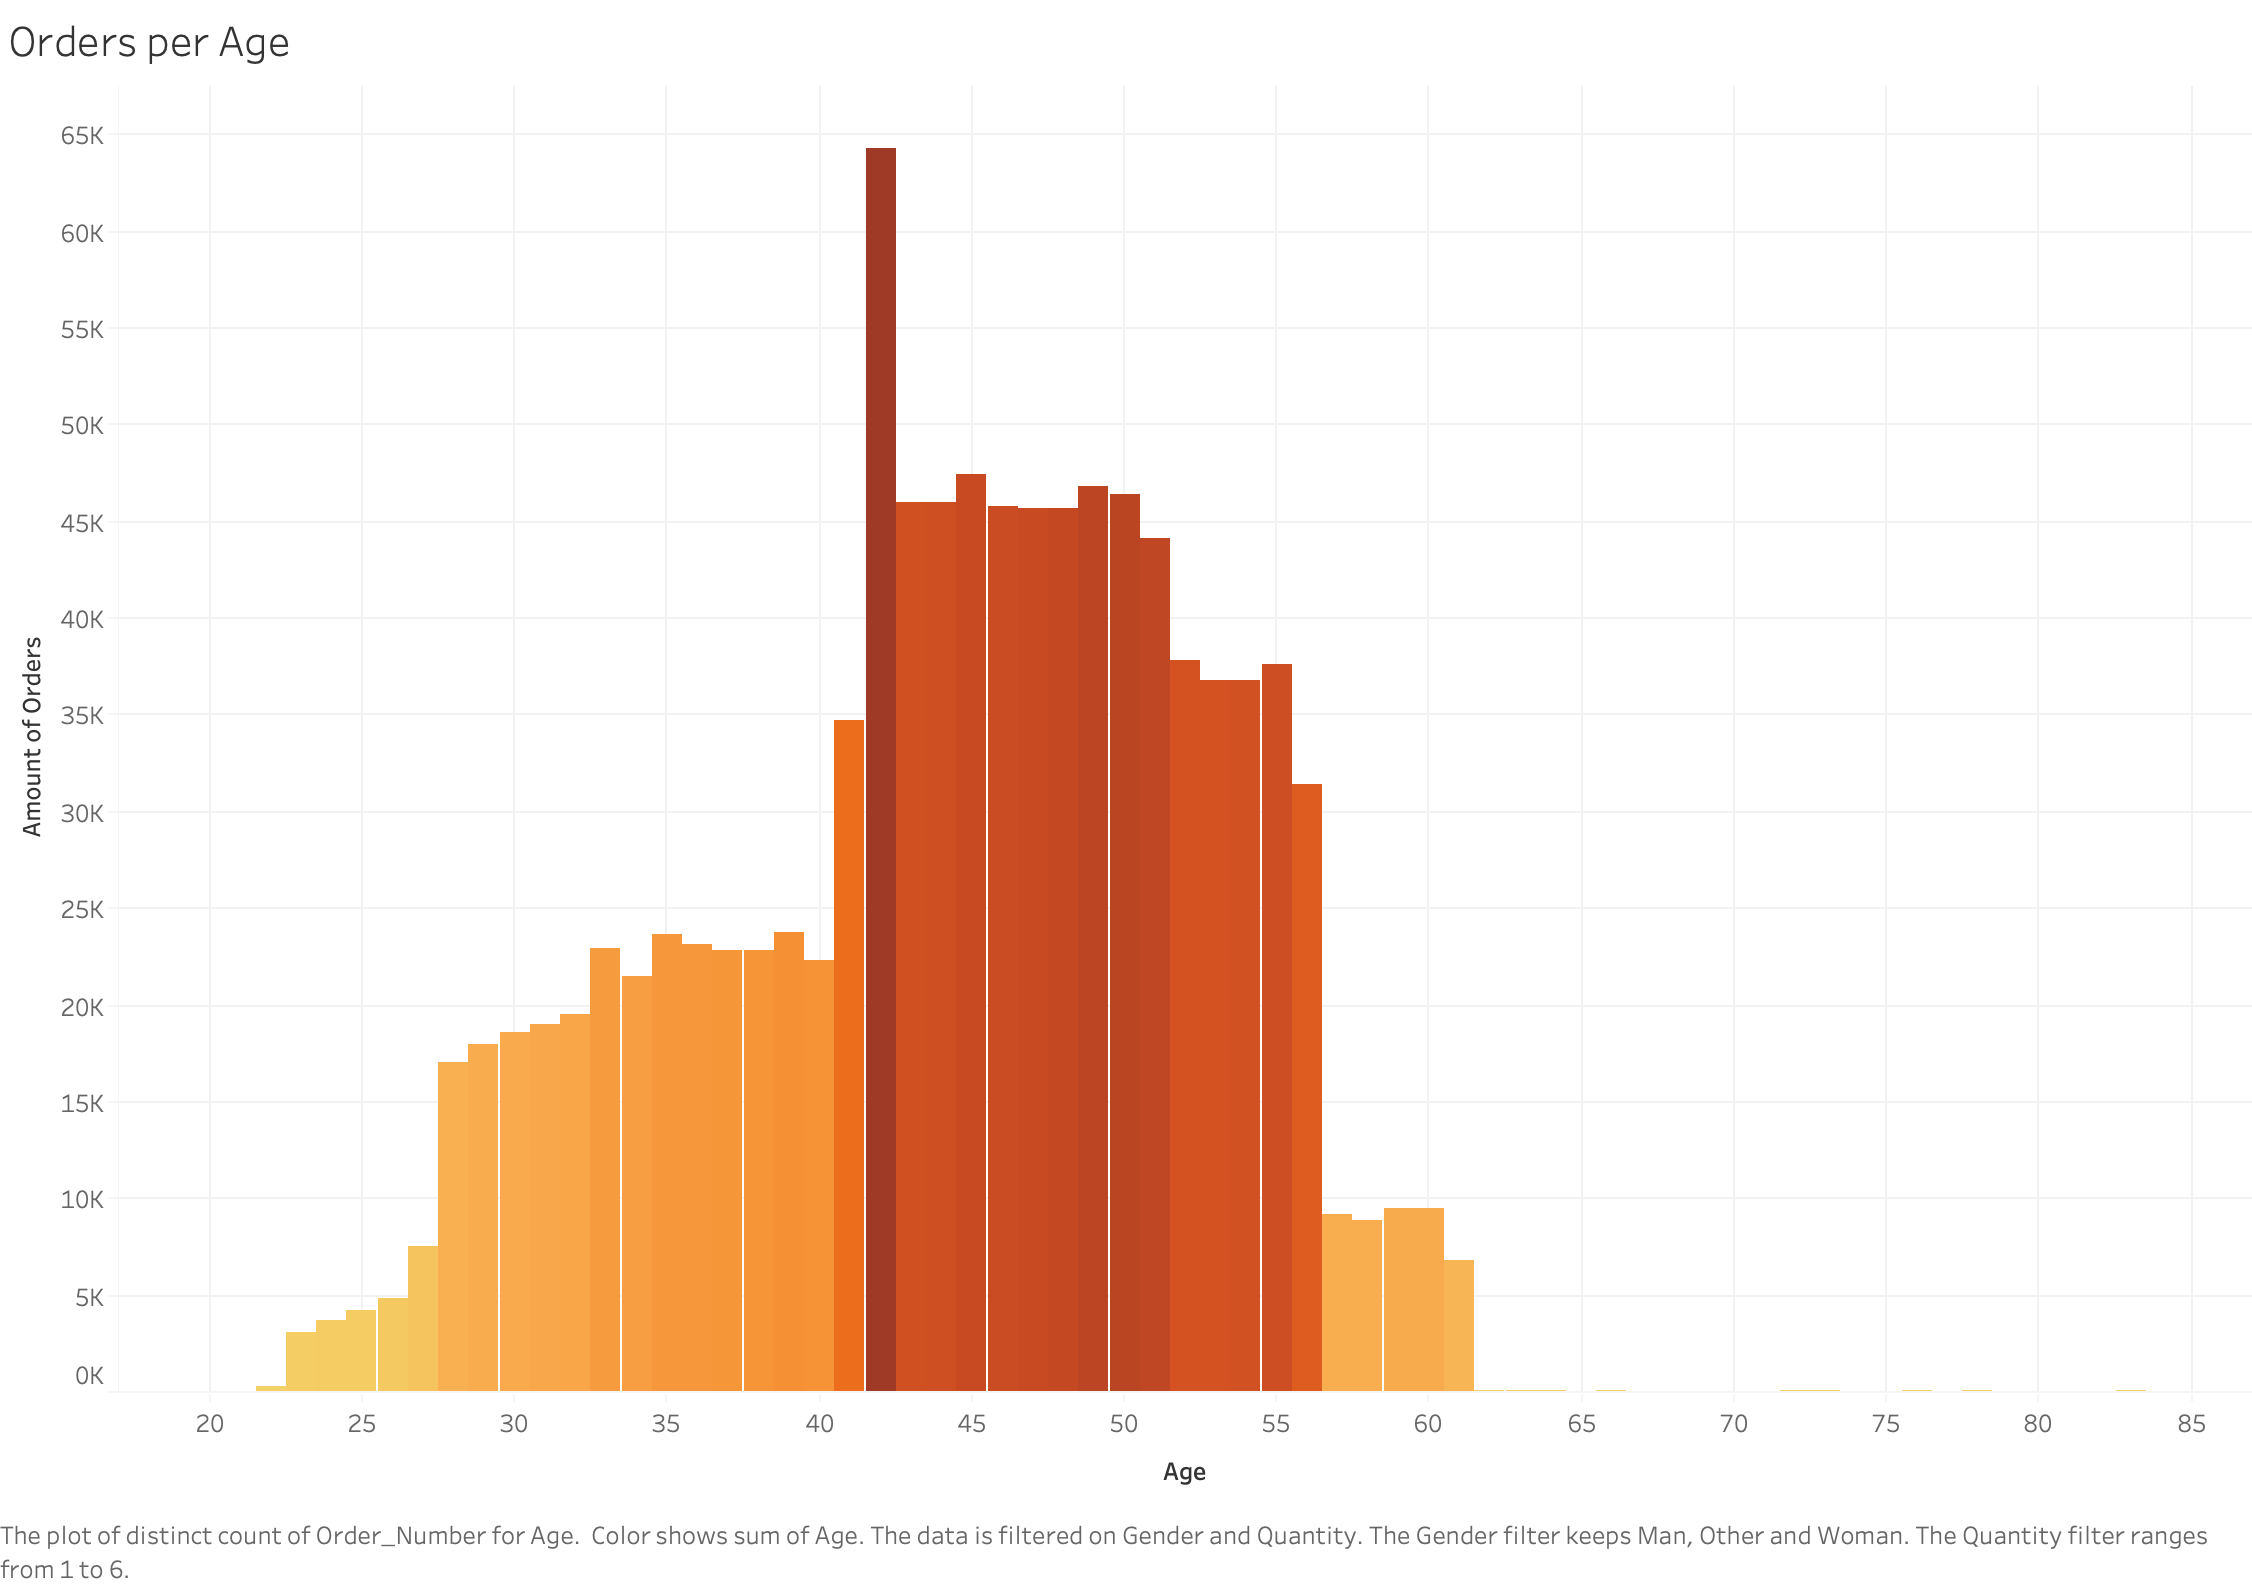 Orders per Age
65K
60K
55K
50K
45K
40K
35K
30K
25K
20K
15K
10K
5K
0K
Amount of Orders
20 25 30 35 40 45 50 55 60 65 70 75 80 85
Age
The plot of distinct count of Order_Number for Age.  Color shows sum of Age. The data is filtered on Gender and Quantity. The Gender filter keeps Man, Other and Woman. The Quantity filter ranges
from 1 to 6.